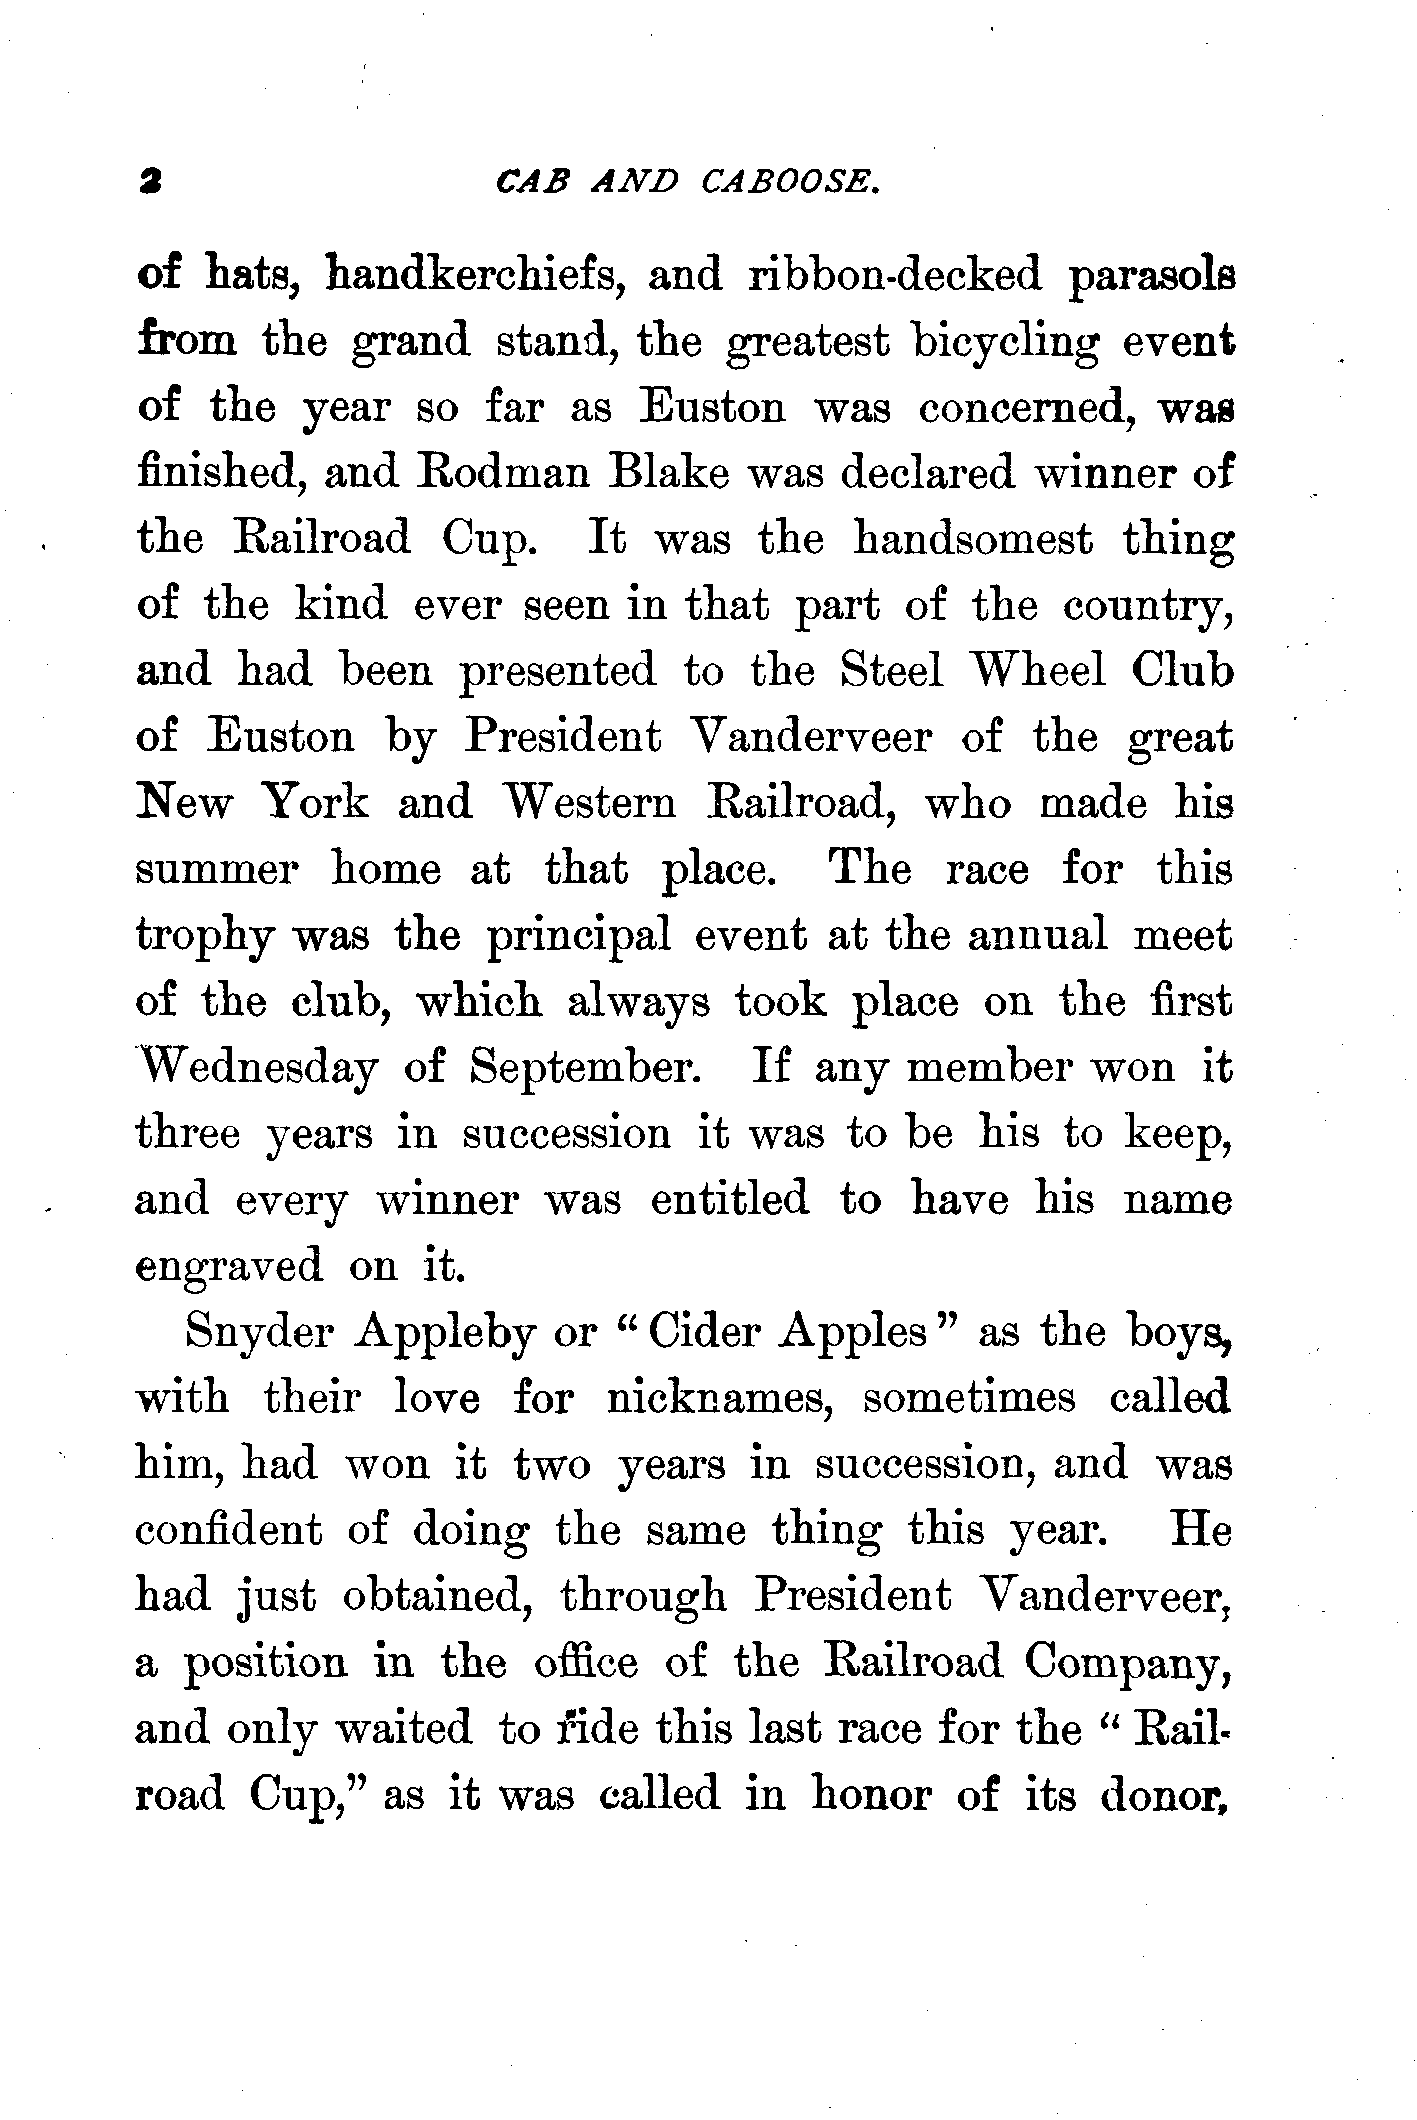 2 CAB AND CABOOSE.
of hats, handkerchiefs, and ribbon-decked parasols
from the grand stand, the greatest bicycling event
of the year so far as Euston was concerned, was
finished, and Rodman Blake was declared winner of
the Railroad Cup. It was the handsomest thing
of the kind ever seen in that part of the country,
and had been presented to the Steel Wheel Club
of Euston by President Vanderveer of the great
New York and Western Railroad, who made his
summer home at that place. The race for this
trophy was the principal event at the annual meet
of the club, which always took place on the first
Wednesday of September. If any member won it
three years in succession it was to be his to keep,
and every winner was entitled to have his name
engraved on it.
Snyder Appleby or “ Cider Apples ” as the boys,
with their love for nicknames, sometimes called
him, had won it two years in succession, and was
confident of doing the same thing this year. He
had just obtained, through President Vanderveer,
a position in the office of the Railroad Company,
and only waited to ride this last race for the “ Rail-
road Cup,” as it was called in honor of its donor,